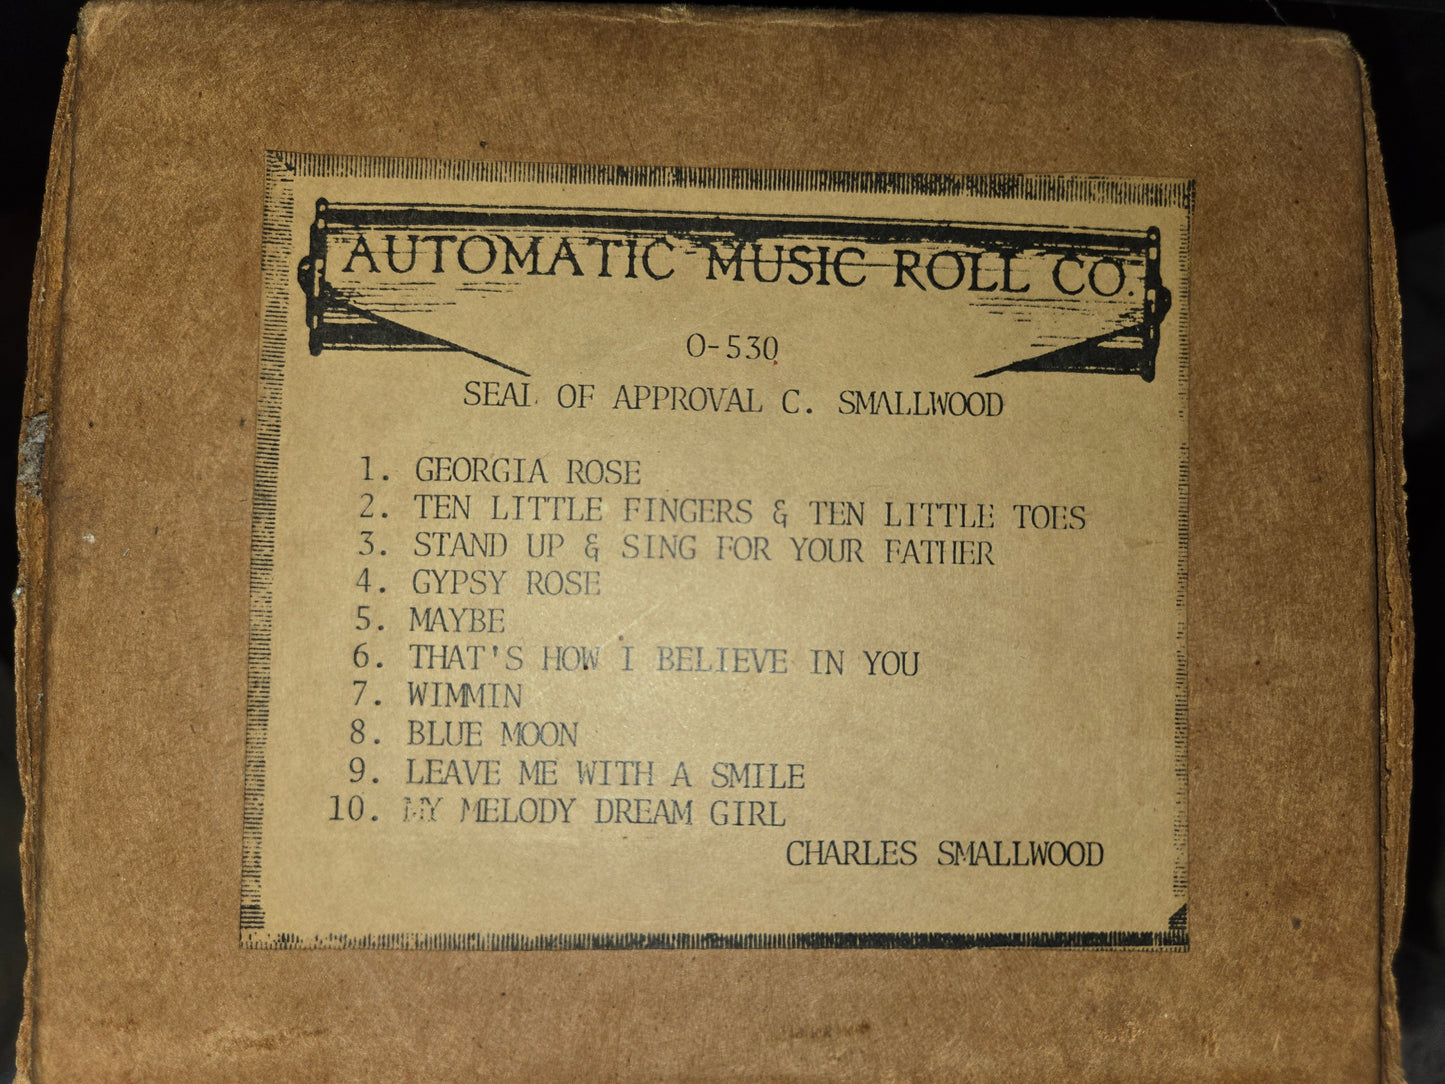 AUTOMATIC MUSIC ROLL CO.
O-530
SEAL OF APPROVAL C. SMALLWOOD
1. GEORGIA ROSE
2. TEN LITTLE FINGERS & TEN LITTLE TOES
3. STAND UP & SING FOR YOUR FATHER
4. GYPSY ROSE
5. MAYBE
6. THAT'S HOW I BELIEVE IN YOU
7. WIMMIN
8. BLUE MOON
9. LEAVE ME WITH A SMILE
10. MY MELODY DREAM GIRL
CHARLES SMALLWOOD